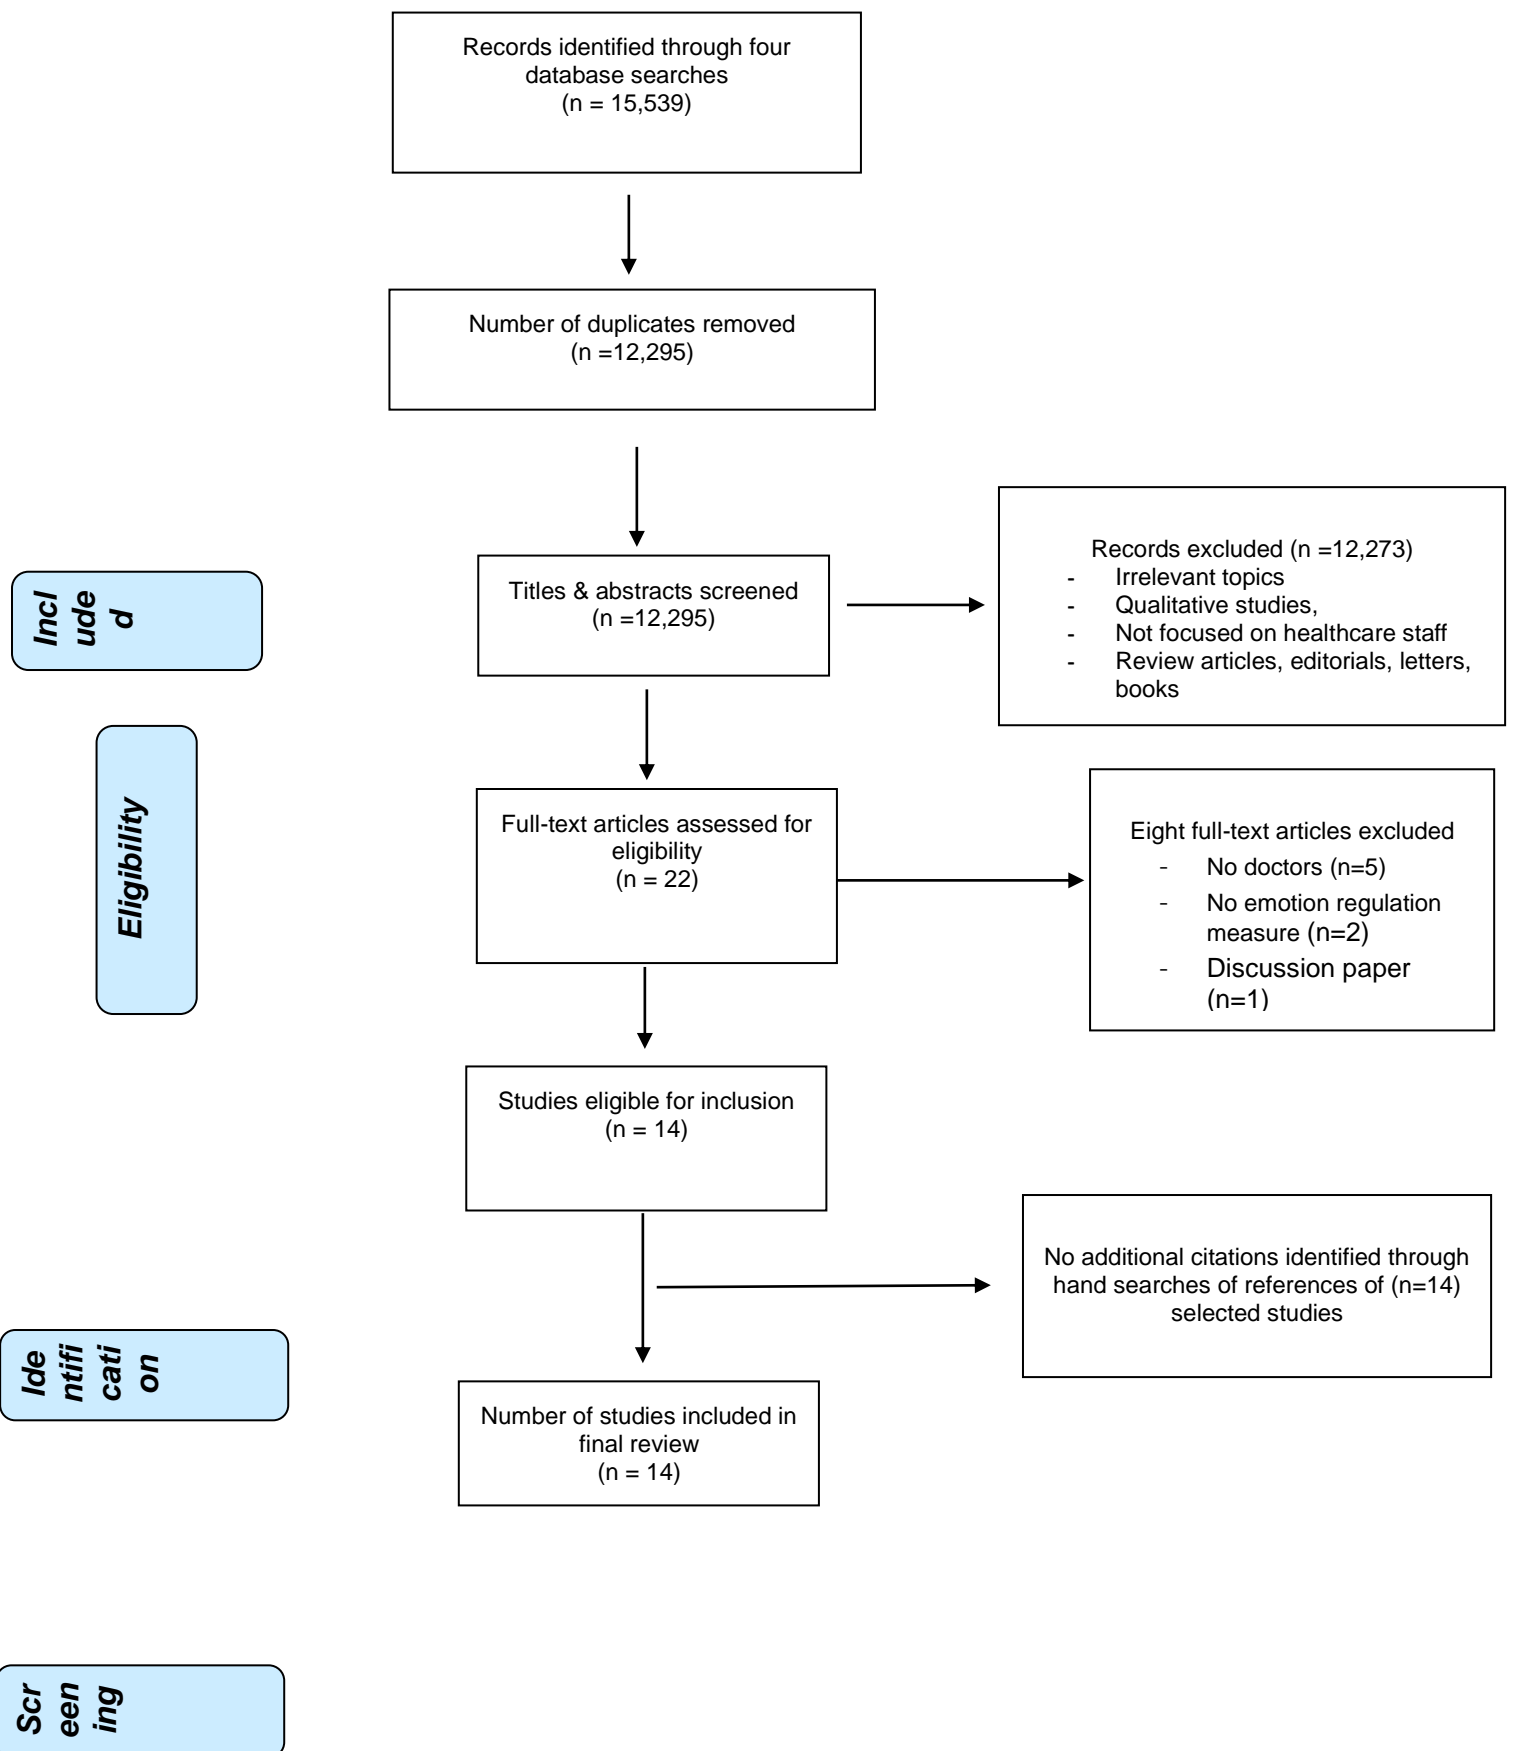 Records identified through four
database searches
(n = 15,539)
Number of duplicates removed
(n =12,295)
Titles & abstracts screened
(n =12,295)
Records excluded (n =12,273)
- Irrelevant topics
- Qualitative studies,
- Not focused on healthcare staff
- Review articles, editorials, letters,
books
Incl
ude
d
Eligibility
Full-text articles assessed for
eligibility
(n = 22)
Eight full-text articles excluded
- No doctors (n=5)
- No emotion regulation
measure (n=2)
- Discussion paper
(n=1)
Studies eligible for inclusion
(n = 14)
No additional citations identified through
hand searches of references of (n=14)
selected studies
Ide
ntifi
cati
on
Number of studies included in
final review
(n = 14)
Scr
een
ing